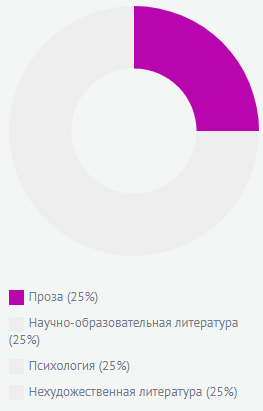 Проза (25%)
Научно-образовательная литература
(25%)
Психология (25%)
Нехудожественная литература (25%)